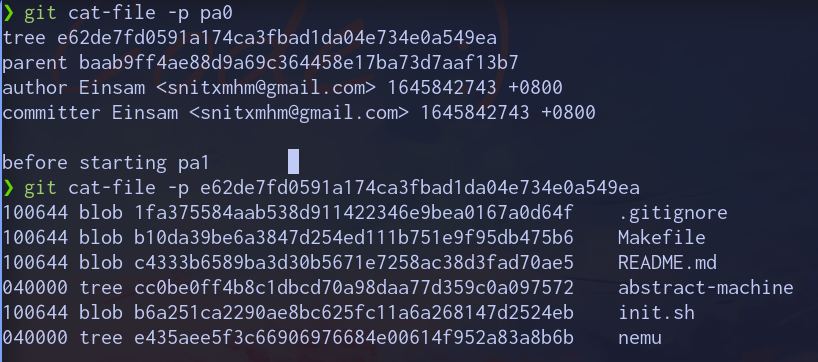 ❯ git cat-file -p pa0
tree e62de7fd0591a174ca3fbad1da04e734e0a549ea
parent baab9ff4ae88d9a69c364458e17ba73d7aaf13b7
author Einsam <snitxmhm@gmail.com> 1645842743 +0800
committer Einsam <snitxmhm@gmail.com> 1645842743 +0800
before starting pa1
❯ git cat-file -p e62de7fd0591a174ca3fbad1da04e734e0a549ea
100644 blob 1fa375584aab538d911422346e9bea0167a0d64f    .gitignore
100644 blob b10da39be6a3847d254ed111b751e9f95db475b6    Makefile
100644 blob c4333b6589ba3d30b5671e7258ac38d3fad70ae5    README.md
040000 tree cc0be0ff4b8c1dbcd70a98daa77d359c0a097572    abstract-machine
100644 blob b6a251ca2290ae8bc625fc11a6a268147d2524eb    init.sh
040000 tree e435aee5f3c66906976684e00614f952a83a8b6b    nemu